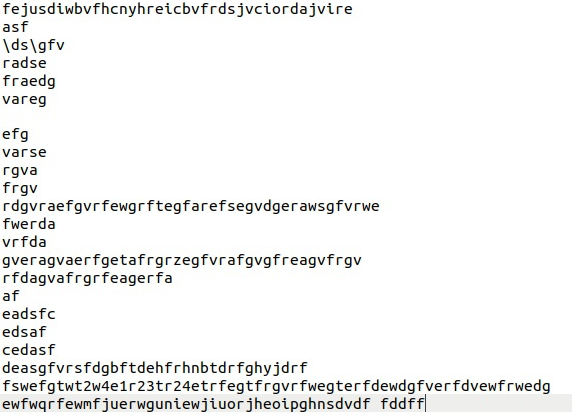 fejusdiwbvfhcnyhreicbvfrdsjvciordajvire
asf
\ds\gfv
radse
fraedg
vareg

efg
varse
rgva
frgv
rdgvraefgvrfewgrftegfarefsegvdgerawsgfvrwe
fwerda
vrfda
gveragvaerfgetafrgrzegfvrafgvgfreagvfrgv
rfdagvafrgrfeagerfa
af
eadsfc
edsaf
cedasf
deasgfvrsfdgbftdehfrhnbtdrfghyjdrf
fswefgtwt2w4e1r23tr24etrfegtfrgvrfwegterfdewdgfverfdvewfrwedg
ewfwqrfewmfjuerwguniewjiuorjheoipghnsdvdf fddff